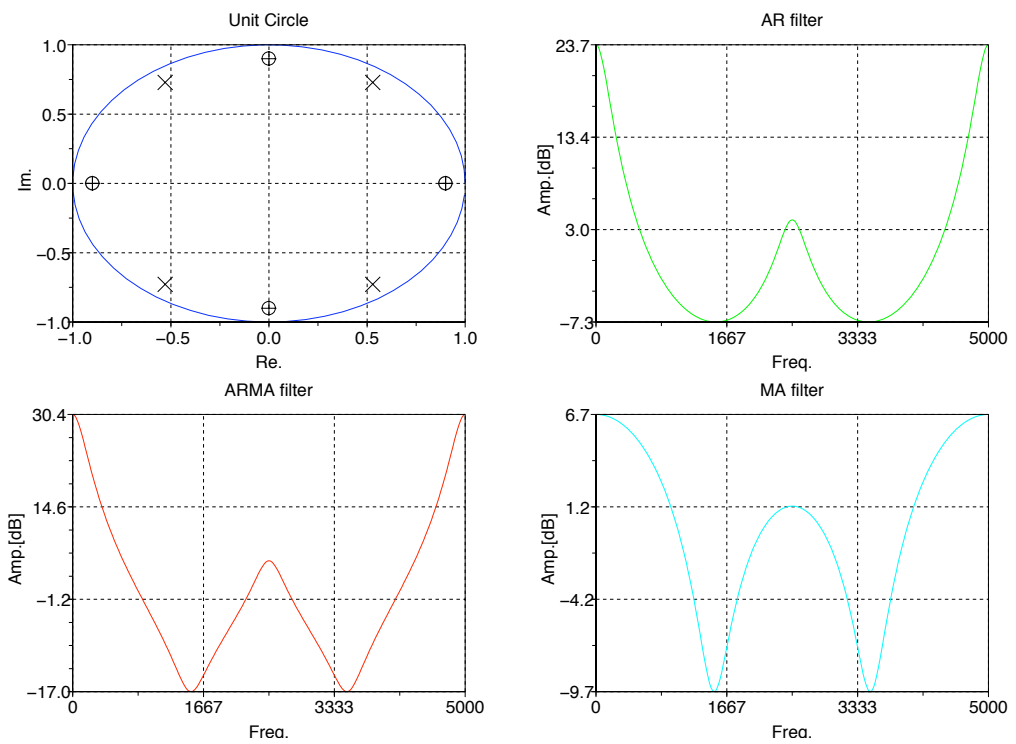 Unit Circle
1.0
0.5
0.0
−0.5
−1.0
Im.
−1.0 −0.5 0.0 0.5 1.0
Re.
AR filter
23.7
13.4
3.0
−7.3
Amp.[dB]
0 1667 3333 5000
Freq.
ARMA filter
30.4
14.6
−1.2
−17.0
Amp.[dB]
0 1667 3333 5000
Freq.
MA filter
6.7
1.2
−4.2
−9.7
Amp.[dB]
0 1667 3333 5000
Freq.